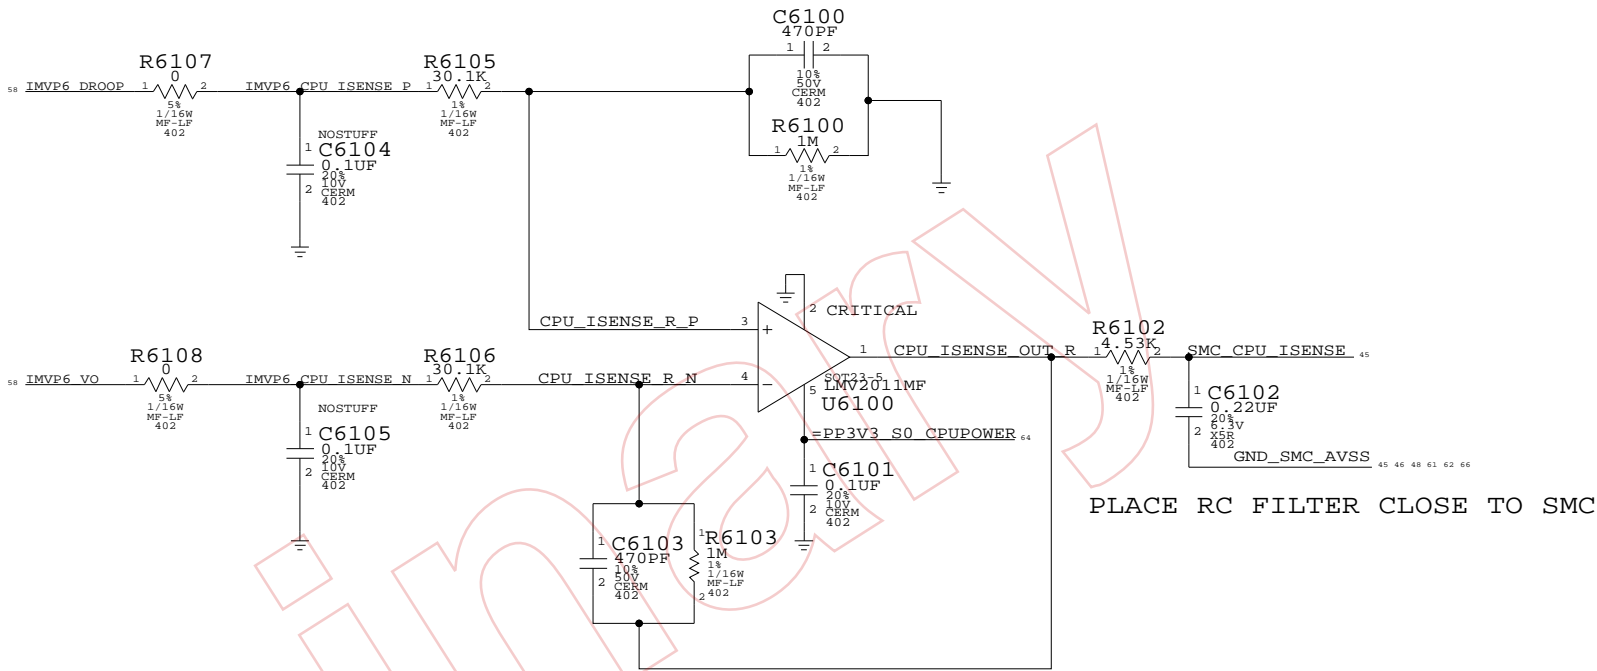 C6100
470PF
1 2
10%
50V
CERM
402
R6107
0
58 IMVP6_DROOP 1 2 IMVP6_CPU_ISENSE_P
5%
1/16W
MF-LF
402
R6105
30.1K
1 2
1%
1/16W
MF-LF
402
R6100
1M
1 2
1%
1/16W
MF-LF
402
NOSTUFF
1 C6104
0.1UF
20%
10V
2 CERM
402
2 CRITICAL
CPU_ISENSE_R_P 3 +
R6108
0
58 IMVP6_VO 1 2 IMVP6_CPU_ISENSE_N
5%
1/16W
MF-LF
402
R6106
30.1K
1 2
1%
1/16W
MF-LF
402
CPU_ISENSE_R_N 4 -
1 CPU_ISENSE_OUT_R
SOT23-5
5 LMV2011MF
U6100
R6102
4.53K
1 2 SMC_CPU_ISENSE 45
1%
1/16W
MF-LF
402
NOSTUFF
1 C6105
0.1UF
20%
10V
2 CERM
402
=PP3V3_S0_CPUPOWER 64
1 C6101
0.1UF
20%
10V
2 CERM
402
1 C6102
0.22UF
20%
6.3V
2 X5R
402
GND_SMC_AVSS 45 46 48 61 62 66
PLACE RC FILTER CLOSE TO SMC
1 C6103
470PF
10%
50V
2 CERM
402
1 R6103
1M
1%
1/16W
MF-LF
2 402
inary